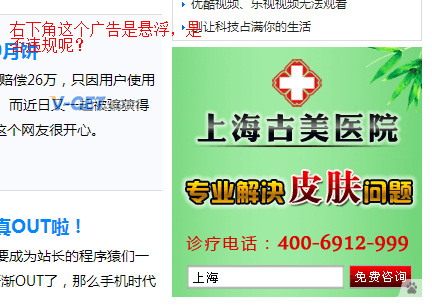 优酷视频、乐视视频无法观看
别让科技占满你的生活
右下角这个广告是悬浮，是
否违规呢？
9月饼
赔偿26万，只因用户使用
而近日又一起被骗获得
这个网友很开心。
真OUT啦！
要成为站长的程序猿们一
渐OUT了，那么手机时代
上海古美医院
专业解决皮肤问题
诊疗电话：400-6912-999
上海
免费咨询